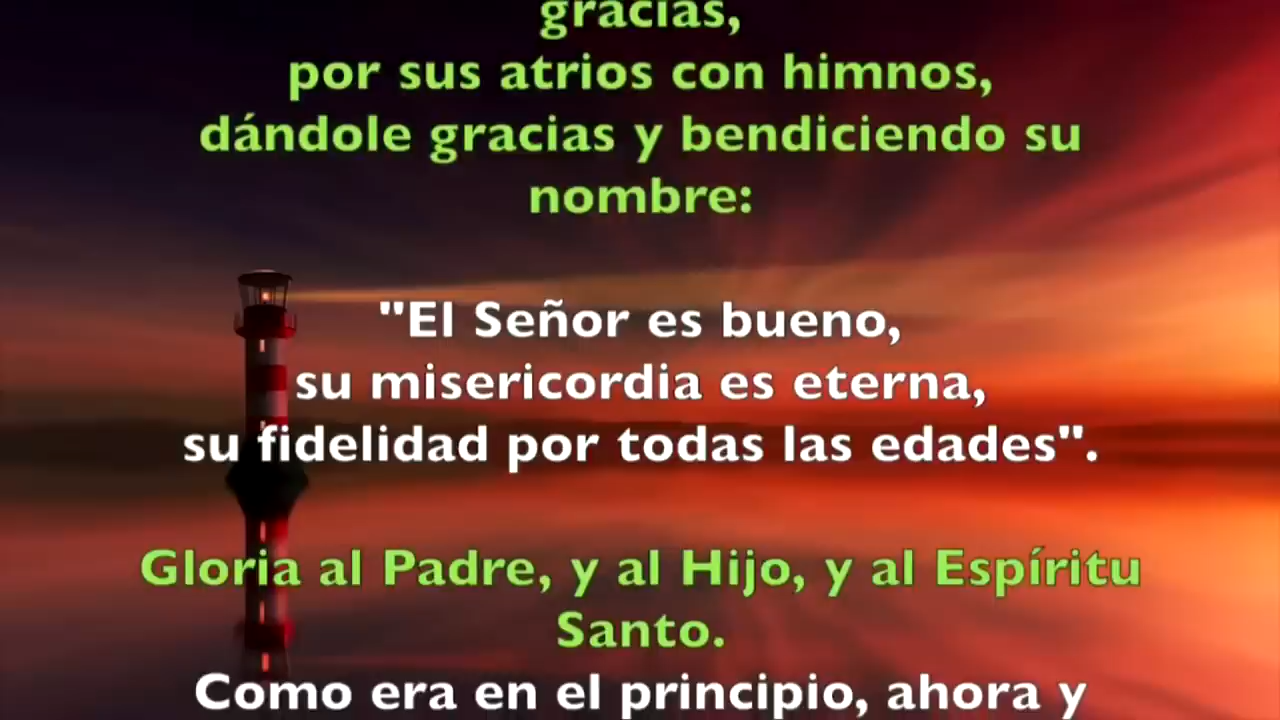 gracias,
por sus atrios con himnos,
dándole gracias y bendiciendo su
nombre:
"El Señor es bueno,
su misericordia es eterna,
su fidelidad por todas las edades".
Gloria al Padre, y al Hijo, y al Espíritu
Santo.
Como era en el principio, ahora y